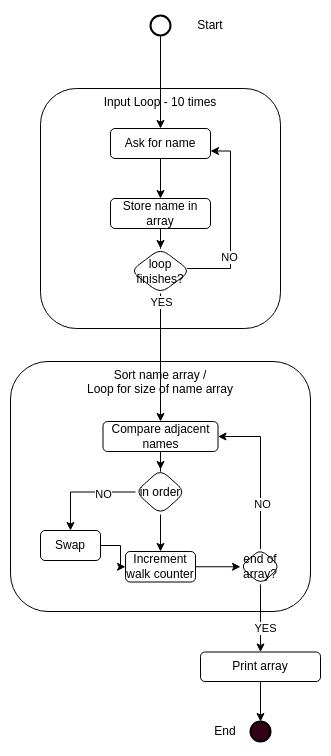 Start
Input Loop - 10 times
Ask for name
Store name in
array
loop
finishes?
NO
YES
Sort name array /
Loop for size of name array
Compare adjacent
names
in order
NO
NO
Swap
Increment
walk counter
end of
array?
YES
Print array
End